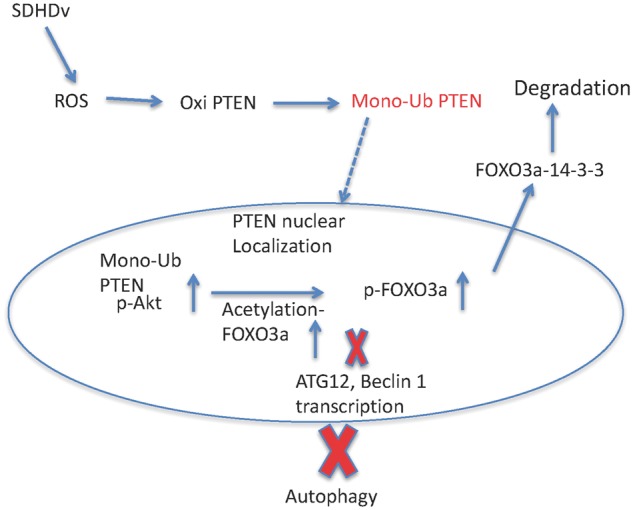 SDHDv
ROS
Oxi PTEN
Mono-Ub PTEN
Degradation
FOXO3a-14-3-3
PTEN nuclear
Localization
Mono-Ub
PTEN
p-Akt
Acetylation-
FOXO3a
p-FOXO3a
ATG12, Beclin 1
transcription
Autophagy